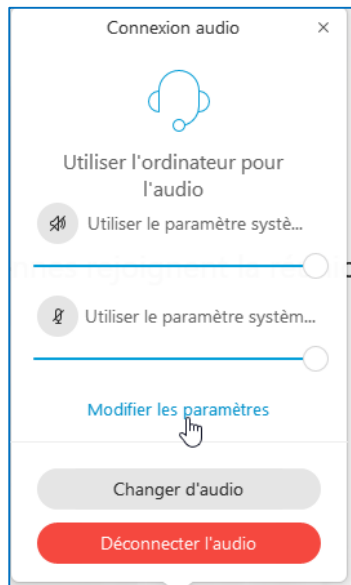 Connexion audio
Utiliser l'ordinateur pour
l'audio
Utiliser le paramètre systè...
Utiliser le paramètre systèm...
Modifier les paramètres
Changer d'audio
Déconnecter l'audio